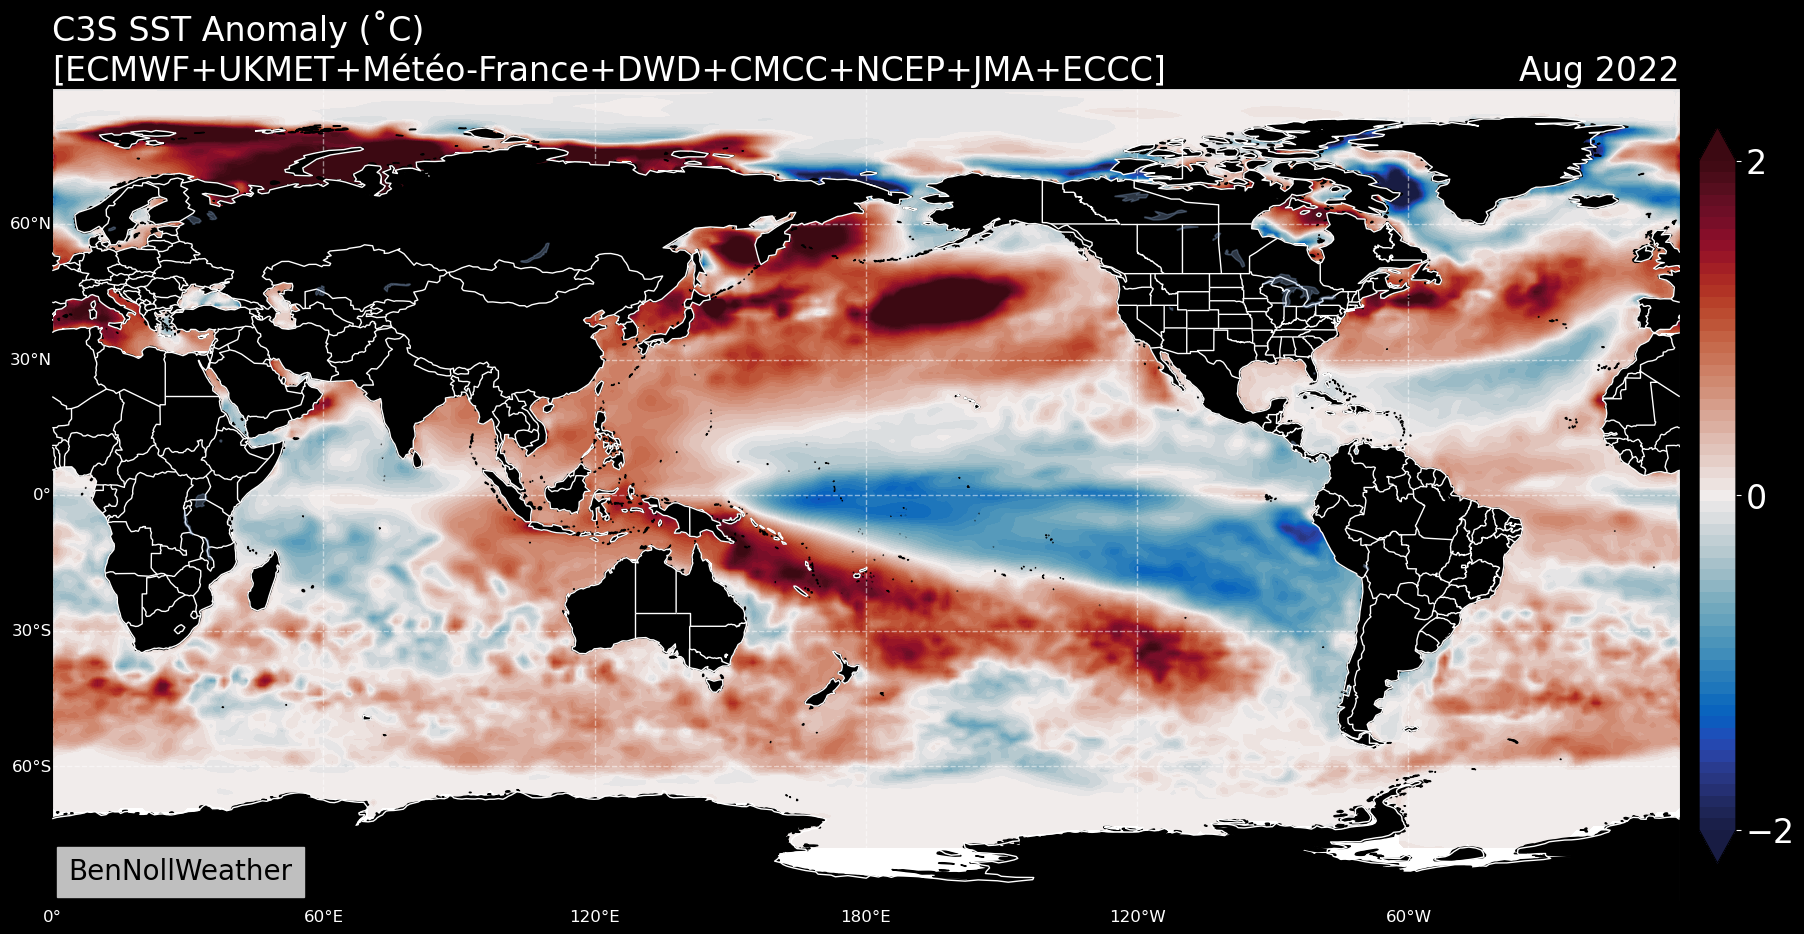 C3S SST Anomaly (˚C)
[ECMWF+UKMET+Météo-France+DWD+CMCC+NCEP+JMA+ECCC]
Aug 2022
2
0
−2
60°N
30°N
0°
30°S
60°S
BenNollWeather
0°
60°E
120°E
180°E
120°W
60°W